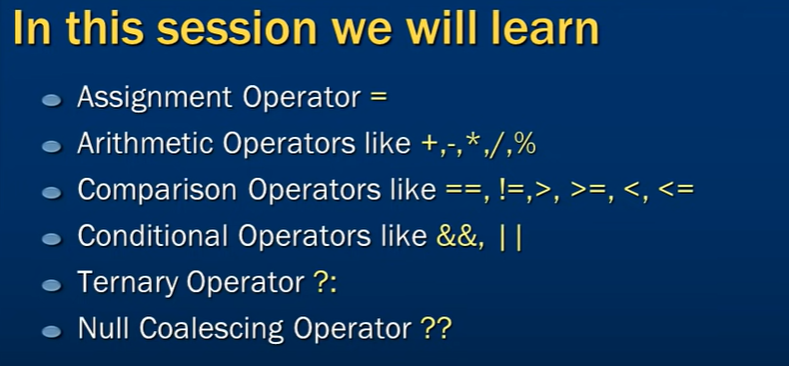 In this session we will learn
Assignment Operator =
Arithmetic Operators like +,-,*,/,%
Comparison Operators like ==, !=,>, >=, <, <=
Conditional Operators like &&, ||
Ternary Operator ?:
Null Coalescing Operator ??